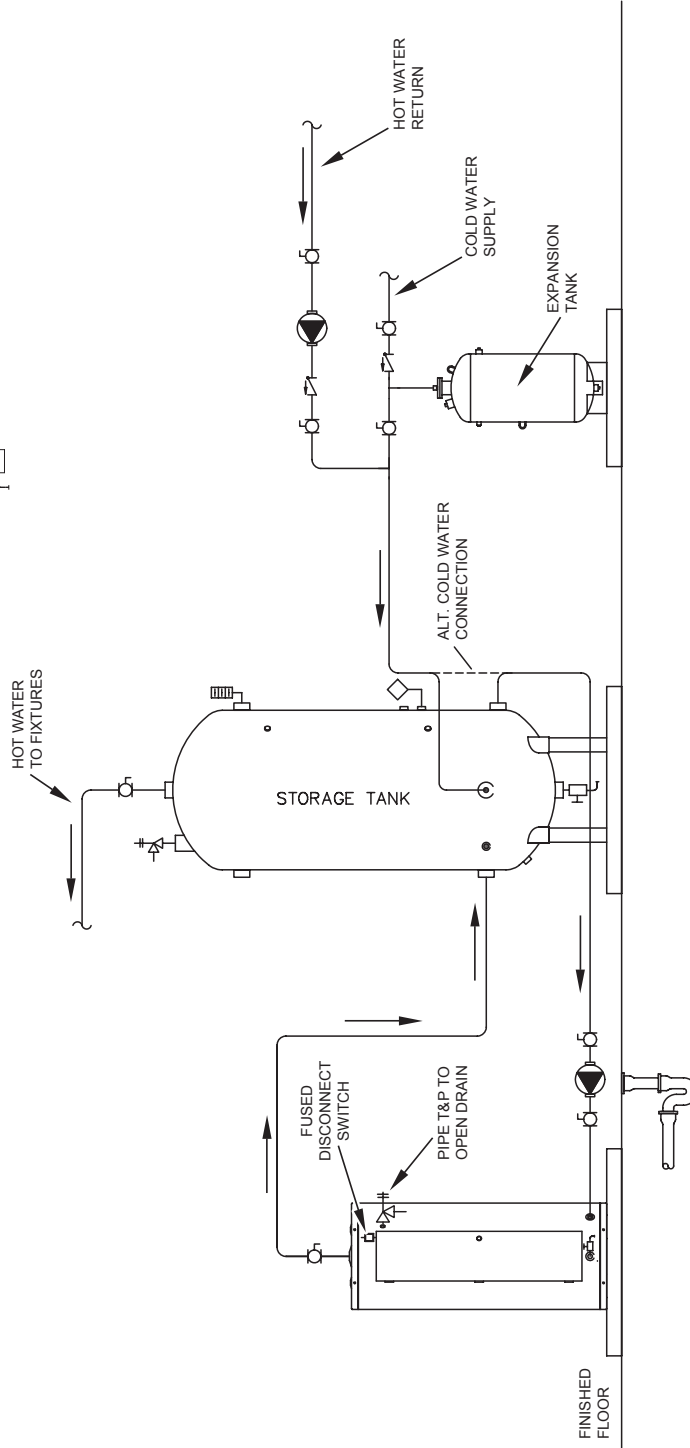 HOT WATER
TO FIXTURES
HOT WATER
RETURN
COLD WATER
SUPPLY
EXPANSION
TANK
ALT. COLD WATER
CONNECTION
STORAGE TANK
FUSED
DISCONNECT
SWITCH
PIPE T&P TO
OPEN DRAIN
FINISHED
FLOOR